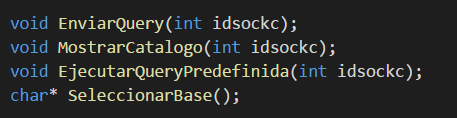 void EnviarQuery(int idsockc);
void MostrarCatalogo(int idsockc);
void EjecutarQueryPredefinida(int idsockc);
char* SeleccionarBase();